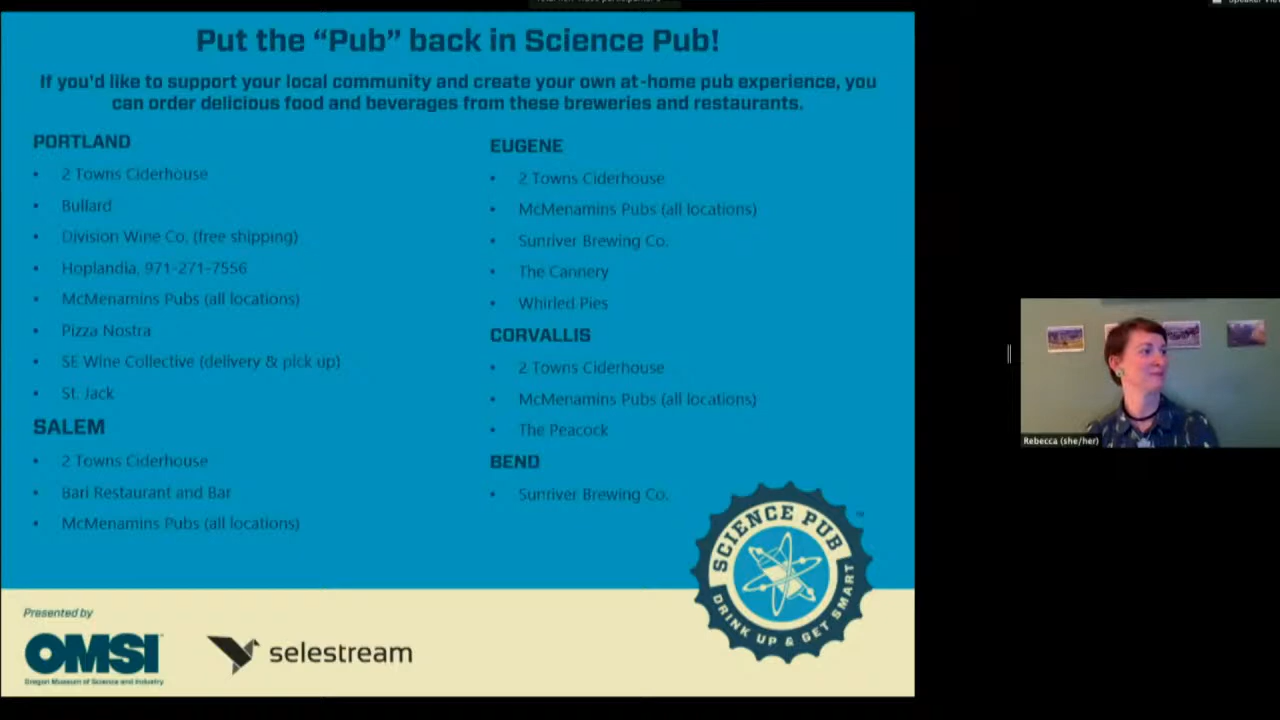 Put the “Pub” back in Science Pub!
If you'd like to support your local community and create your own at-home pub experience, you
can order delicious food and beverages from these breweries and restaurants.
PORTLAND
• 2 Towns Ciderhouse
• Bullard
• Division Wine Co. (free shipping)
• Hoplandia, 971-271-7556
• McMenamins Pubs (all locations)
• Pizza Nostra
• SE Wine Collective (delivery & pick up)
• St. Jack
SALEM
• 2 Towns Ciderhouse
• Bari Restaurant and Bar
• McMenamins Pubs (all locations)
EUGENE
• 2 Towns Ciderhouse
• McMenamins Pubs (all locations)
• Sunriver Brewing Co.
• The Cannery
• Whirled Pies
CORVALLIS
• 2 Towns Ciderhouse
• McMenamins Pubs (all locations)
• The Peacock
BEND
• Sunriver Brewing Co.
SCIENCE PUB
DRINK UP & GET SMART
TM
Presented by
OMSI
Oregon Museum of Science and Industry
selestream
Rebecca (she/her)